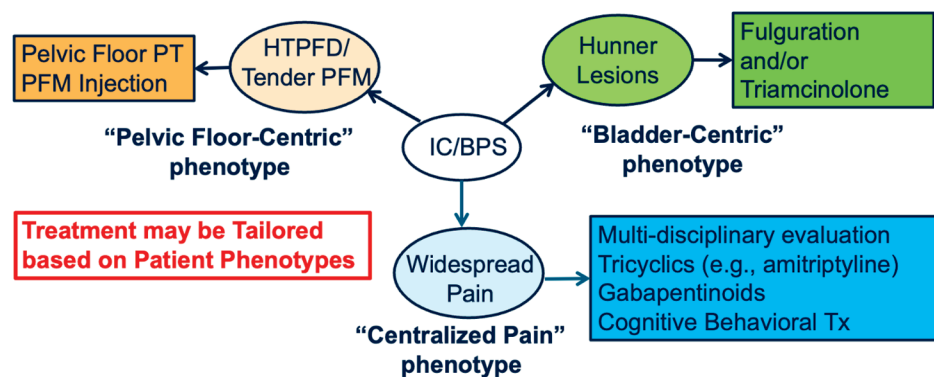 Pelvic Floor PT
PFM Injection
HTPFD/
Tender PFM
Hunner
Lesions
Fulguration
and/or
Triamcinolone
“Pelvic Floor-Centric”
phenotype
IC/BPS
“Bladder-Centric”
phenotype
Treatment may be Tailored
based on Patient Phenotypes
Widespread
Pain
Multi-disciplinary evaluation
Tricyclics (e.g., amitriptyline)
Gabapentinoids
Cognitive Behavioral Tx
“Centralized Pain”
phenotype